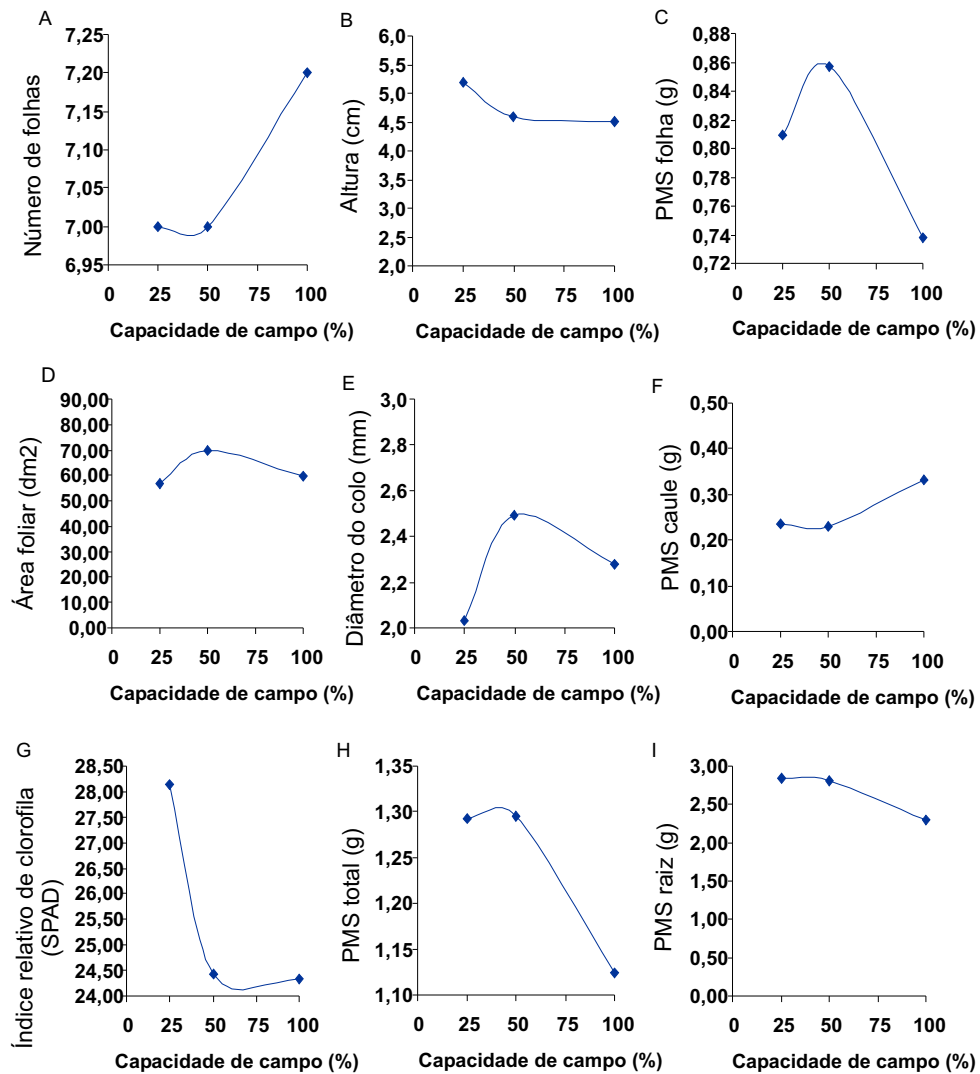 A
Número de folhas
7,25
7,20
7,15
7,10
7,05
7,00
6,95
0 25 50 75 100
Capacidade de campo (%)
B
Altura (cm)
6,0
5,5
5,0
4,5
4,0
3,5
3,0
2,5
2,0
0 25 50 75 100
Capacidade de campo (%)
C
PMS folha (g)
0,88
0,86
0,84
0,82
0,80
0,78
0,76
0,74
0,72
0 25 50 75 100
Capacidade de campo (%)
D
Área foliar (dm2)
90,00
80,00
70,00
60,00
50,00
40,00
30,00
20,00
10,00
0,00
0 25 50 75 100
Capacidade de campo (%)
E
Diâmetro do colo (mm)
3,0
2,8
2,6
2,4
2,2
2,0
0 25 50 75 100
Capacidade de campo (%)
F
PMS caule (g)
0,50
0,40
0,30
0,20
0,10
0,00
0 25 50 75 100
Capacidade de campo (%)
G
Índice relativo de clorofila
(SPAD)
28,50
28,00
27,50
26,50
26,00
25,50
25,00
24,50
24,00
0 25 50 75 100
Capacidade de campo (%)
H
PMS total (g)
1,35
1,30
1,25
1,20
1,15
1,10
0 25 50 75 100
Capacidade de campo (%)
I
PMS raiz (g)
3,00
2,50
2,00
1,50
1,00
0,50
0,00
0 25 50 75 100
Capacidade de campo (%)